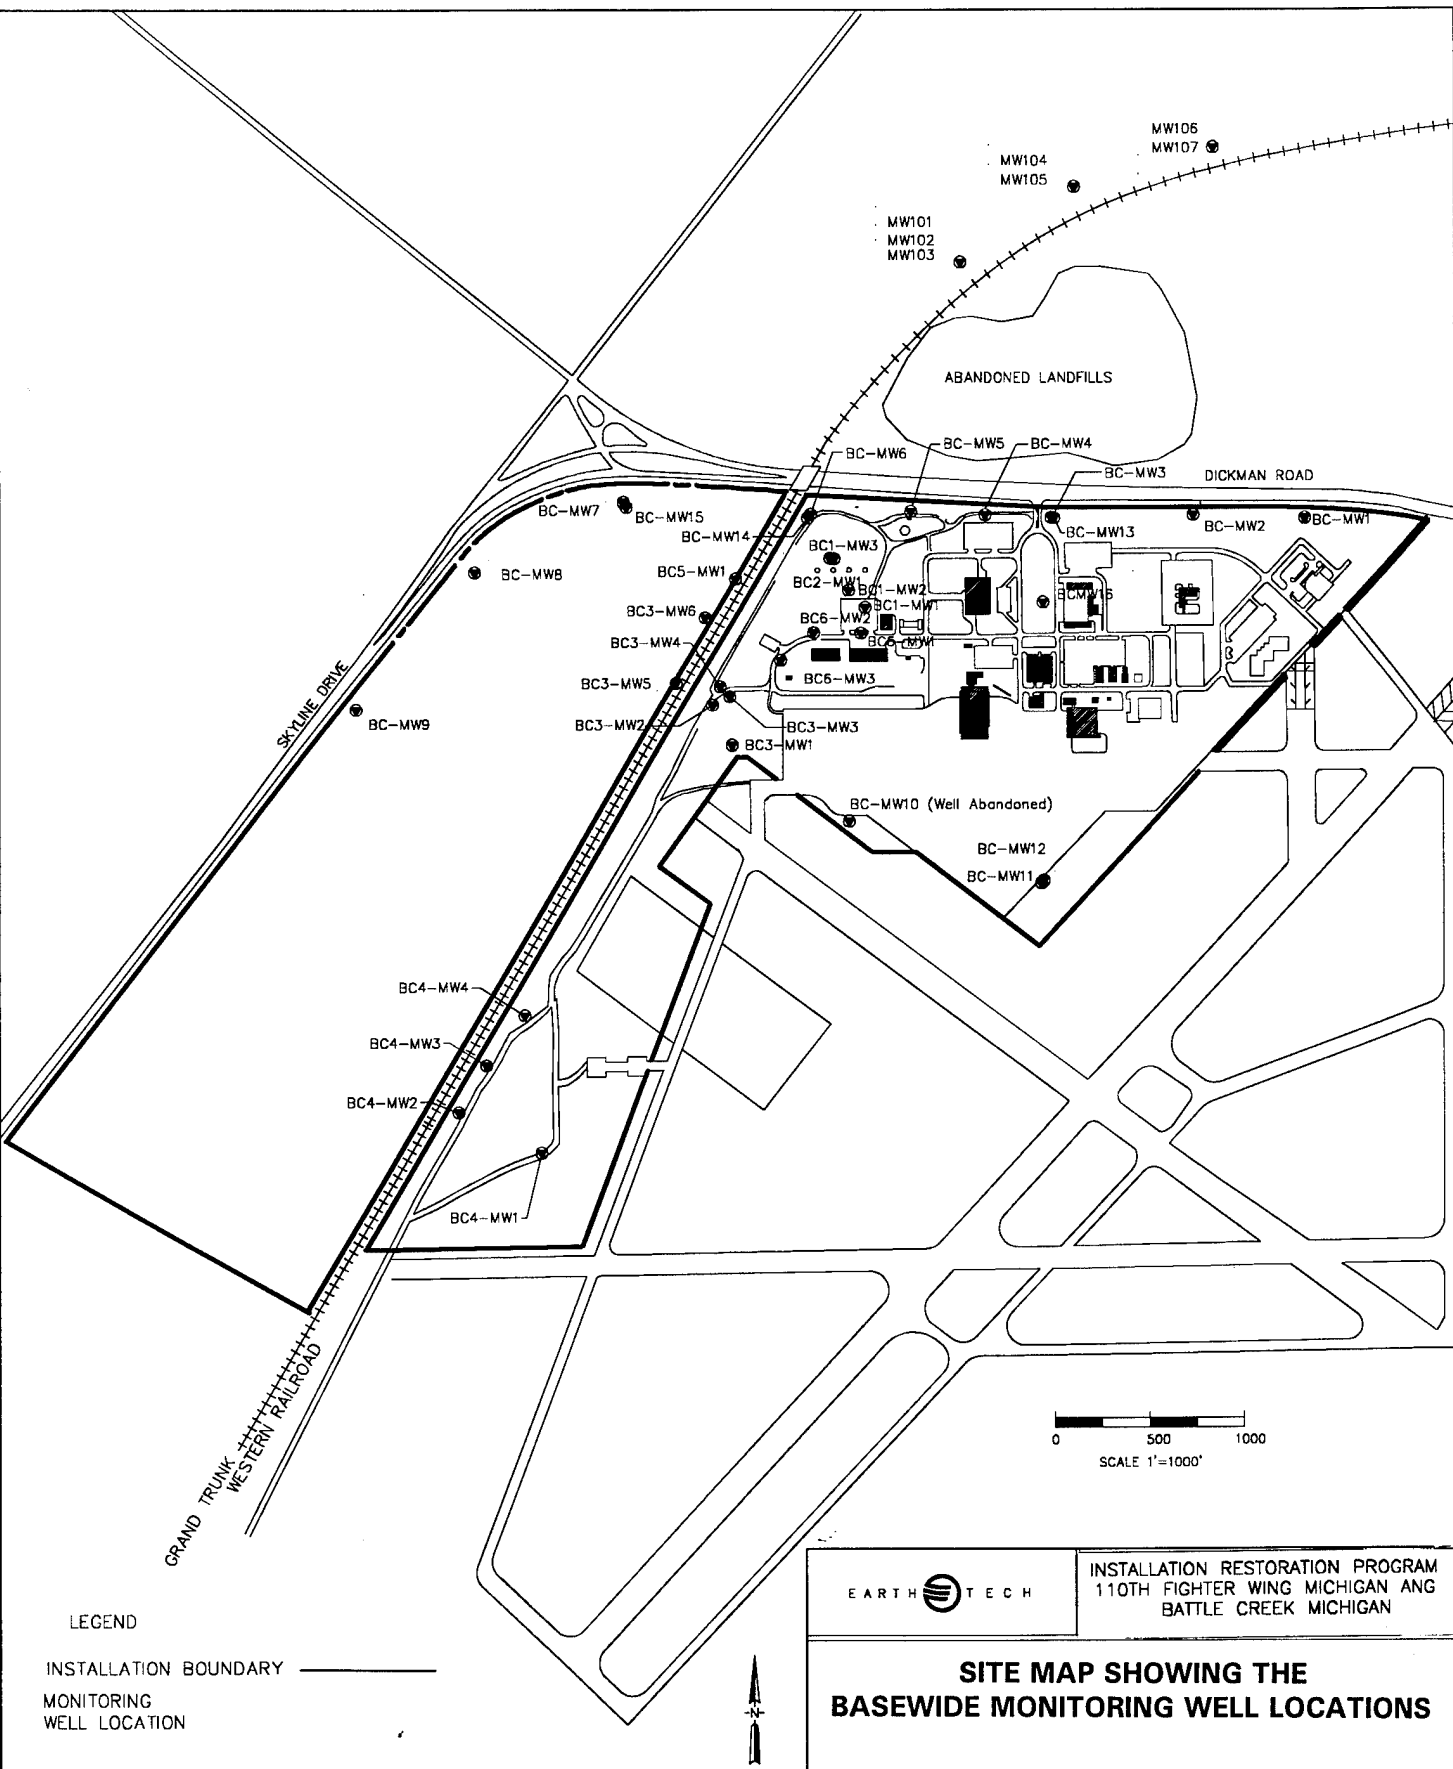 MW106
MW107
MW104
MW105
MW101
MW102
MW103
ABANDONED LANDFILLS
BC-MW6
BC-MW5
BC-MW4
BC-MW3
DICKMAN ROAD
BC-MW7
BC-MW15
BC-MW14
BC-MW13
BC-MW2
BC-MW1
BC1-MW3
BC-MW8
BC5-MW1
BC2-MW1
BC1-MW2
BCMW16
BC3-MW6
BC1-MW1
BC6-MW2
BC3-MW4
BC6-MW1
BC3-MW5
BC6-MW3
SKYLINE DRIVE
BC-MW9
BC3-MW2
BC3-MW3
BC3-MW1
BC-MW10 (Well Abandoned)
BC-MW12
BC-MW11
BC4-MW4
BC4-MW3
BC4-MW2
BC4-MW1
GRAND TRUNK
WESTERN RAILROAD
0 500 1000
SCALE 1"=1000'
EARTH TECH
INSTALLATION RESTORATION PROGRAM
110TH FIGHTER WING MICHIGAN ANG
BATTLE CREEK MICHIGAN
LEGEND
INSTALLATION BOUNDARY
MONITORING
WELL LOCATION
N
SITE MAP SHOWING THE
BASEWIDE MONITORING WELL LOCATIONS